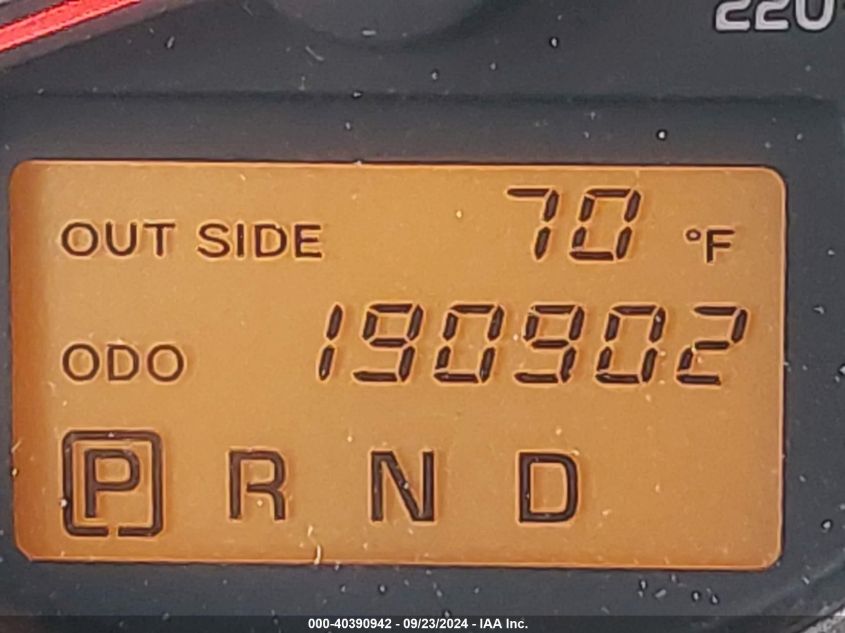 220
OUT SIDE 70 °F
ODO 190902
P R N D
000-40390942 - 09/23/2024 - IAA Inc.